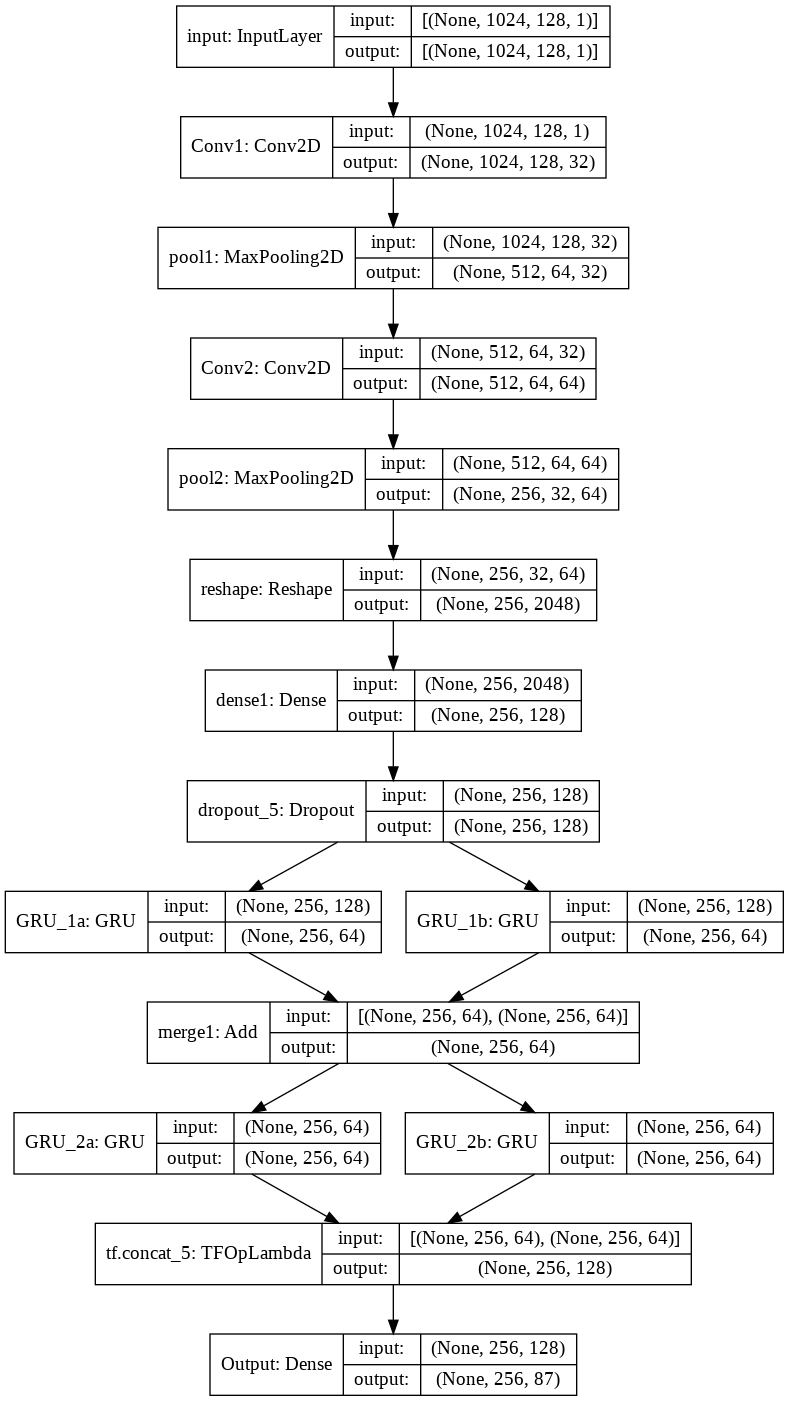 input: InputLayer
input:
[(None, 1024, 128, 1)]
output:
[(None, 1024, 128, 1)]
Conv1: Conv2D
input:
(None, 1024, 128, 1)
output:
(None, 1024, 128, 32)
pool1: MaxPooling2D
input:
(None, 1024, 128, 32)
output:
(None, 512, 64, 32)
Conv2: Conv2D
input:
(None, 512, 64, 32)
output:
(None, 512, 64, 64)
pool2: MaxPooling2D
input:
(None, 512, 64, 64)
output:
(None, 256, 32, 64)
reshape: Reshape
input:
(None, 256, 32, 64)
output:
(None, 256, 2048)
dense1: Dense
input:
(None, 256, 2048)
output:
(None, 256, 128)
dropout_5: Dropout
input:
(None, 256, 128)
output:
(None, 256, 128)
GRU_1a: GRU
input:
(None, 256, 128)
output:
(None, 256, 64)
GRU_1b: GRU
input:
(None, 256, 128)
output:
(None, 256, 64)
merge1: Add
input:
[(None, 256, 64), (None, 256, 64)]
output:
(None, 256, 64)
GRU_2a: GRU
input:
(None, 256, 64)
output:
(None, 256, 64)
GRU_2b: GRU
input:
(None, 256, 64)
output:
(None, 256, 64)
tf.concat_5: TFOpLambda
input:
[(None, 256, 64), (None, 256, 64)]
output:
(None, 256, 128)
Output: Dense
input:
(None, 256, 128)
output:
(None, 256, 87)